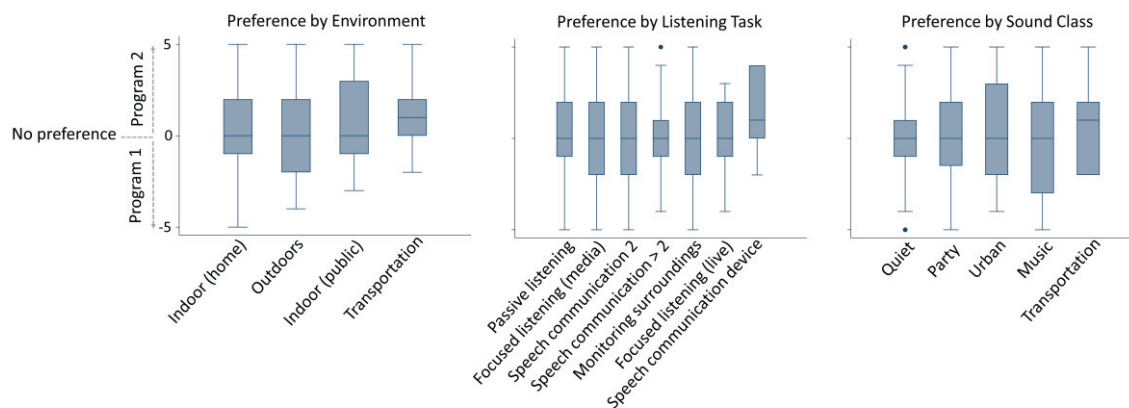 Preference by Environment
5
0
-5
Program 2
No preference
Program 1
Indoor (home)
Outdoors
Indoor (public)
Transportation
Preference by Listening Task
Passive listening
Focused listening (media)
Speech communication 2
Speech communication > 2
Monitoring surroundings
Focused listening (live)
Speech communication device
Preference by Sound Class
Quiet
Party
Urban
Music
Transportation